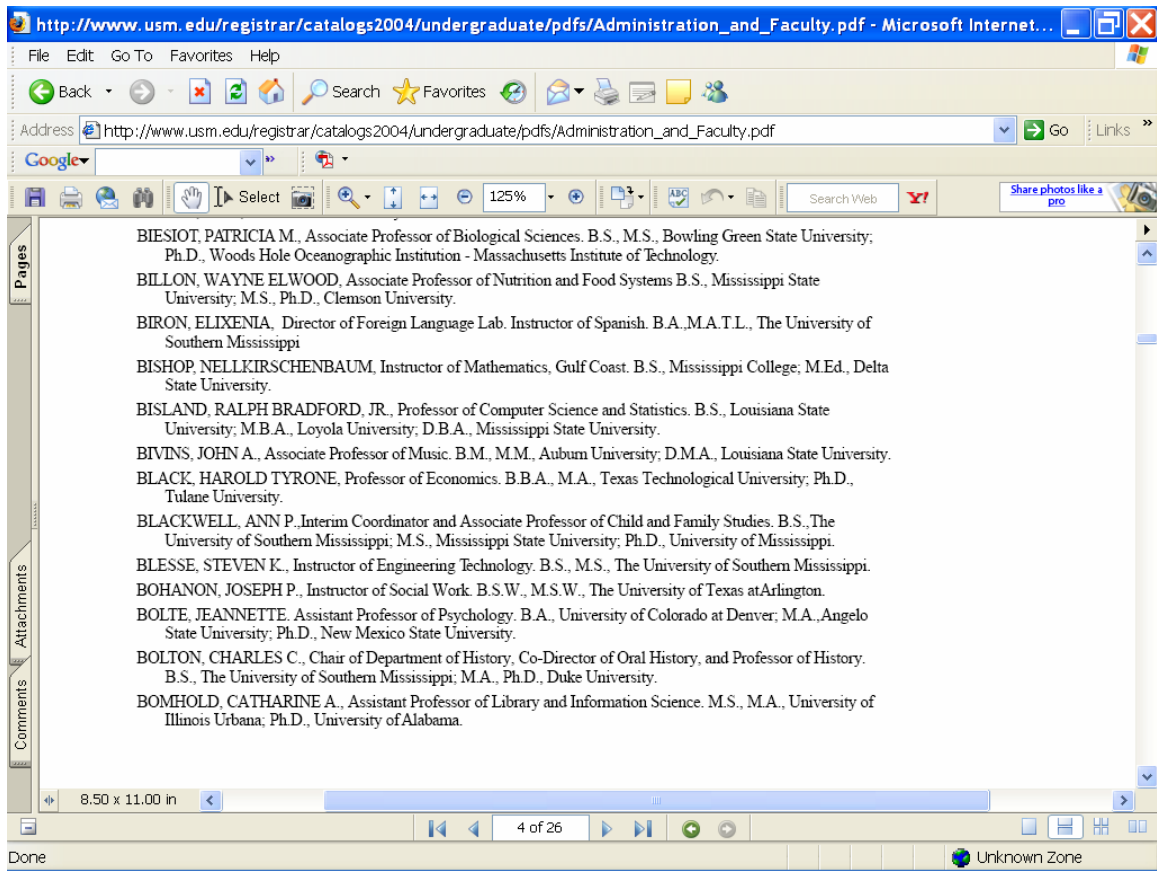 http://www.usm.edu/registrar/catalogs2004/undergraduate/pdfs/Administration_and_Faculty.pdf - Microsoft Internet...
File Edit Go To Favorites Help
Back Search Favorites
Address http://www.usm.edu/registrar/catalogs2004/undergraduate/pdfs/Administration_and_Faculty.pdf Go Links »
Google
Select 125% Search Web Y! Share photos like a
pro
Pages
BIESIOT, PATRICIA M., Associate Professor of Biological Sciences. B.S., M.S., Bowling Green State University;
Ph.D., Woods Hole Oceanographic Institution - Massachusetts Institute of Technology.
BILLON, WAYNE ELWOOD, Associate Professor of Nutrition and Food Systems B.S., Mississippi State
University; M.S., Ph.D., Clemson University.
BIRON, ELIXENIA, Director of Foreign Language Lab. Instructor of Spanish. B.A.,M.A.T.L., The University of
Southern Mississippi
BISHOP, NELLKIRSCHENBAUM, Instructor of Mathematics, Gulf Coast. B.S., Mississippi College; M.Ed., Delta
State University.
BISLAND, RALPH BRADFORD, JR., Professor of Computer Science and Statistics. B.S., Louisiana State
University; M.B.A., Loyola University; D.B.A., Mississippi State University.
BIVINS, JOHN A., Associate Professor of Music. B.M., M.M., Auburn University; D.M.A., Louisiana State University.
BLACK, HAROLD TYRONE, Professor of Economics. B.B.A., M.A., Texas Technological University; Ph.D.,
Tulane University.
BLACKWELL, ANN P.,Interim Coordinator and Associate Professor of Child and Family Studies. B.S.,The
University of Southern Mississippi; M.S., Mississippi State University; Ph.D., University of Mississippi.
BLESSE, STEVEN K., Instructor of Engineering Technology. B.S., M.S., The University of Southern Mississippi.
BOHANON, JOSEPH P., Instructor of Social Work. B.S.W., M.S.W., The University of Texas atArlington.
BOLTE, JEANNETTE. Assistant Professor of Psychology. B.A., University of Colorado at Denver; M.A.,Angelo
State University; Ph.D., New Mexico State University.
BOLTON, CHARLES C., Chair of Department of History, Co-Director of Oral History, and Professor of History.
B.S., The University of Southern Mississippi; M.A., Ph.D., Duke University.
BOMHOLD, CATHARINE A., Assistant Professor of Library and Information Science. M.S., M.A., University of
Illinois Urbana; Ph.D., University of Alabama.
Attachments
Comments
8.50 x 11.00 in
4 of 26
Done Unknown Zone